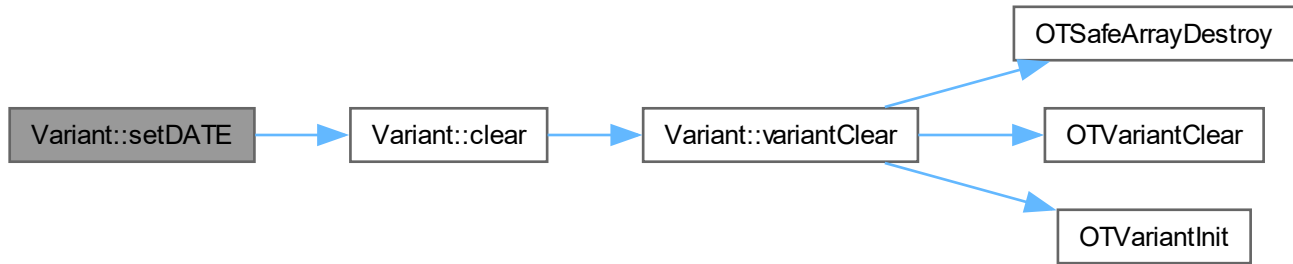 OTSafeArrayDestroy
Variant::setDATE
Variant::clear
Variant::variantClear
OTVariantClear
OTVariantInit